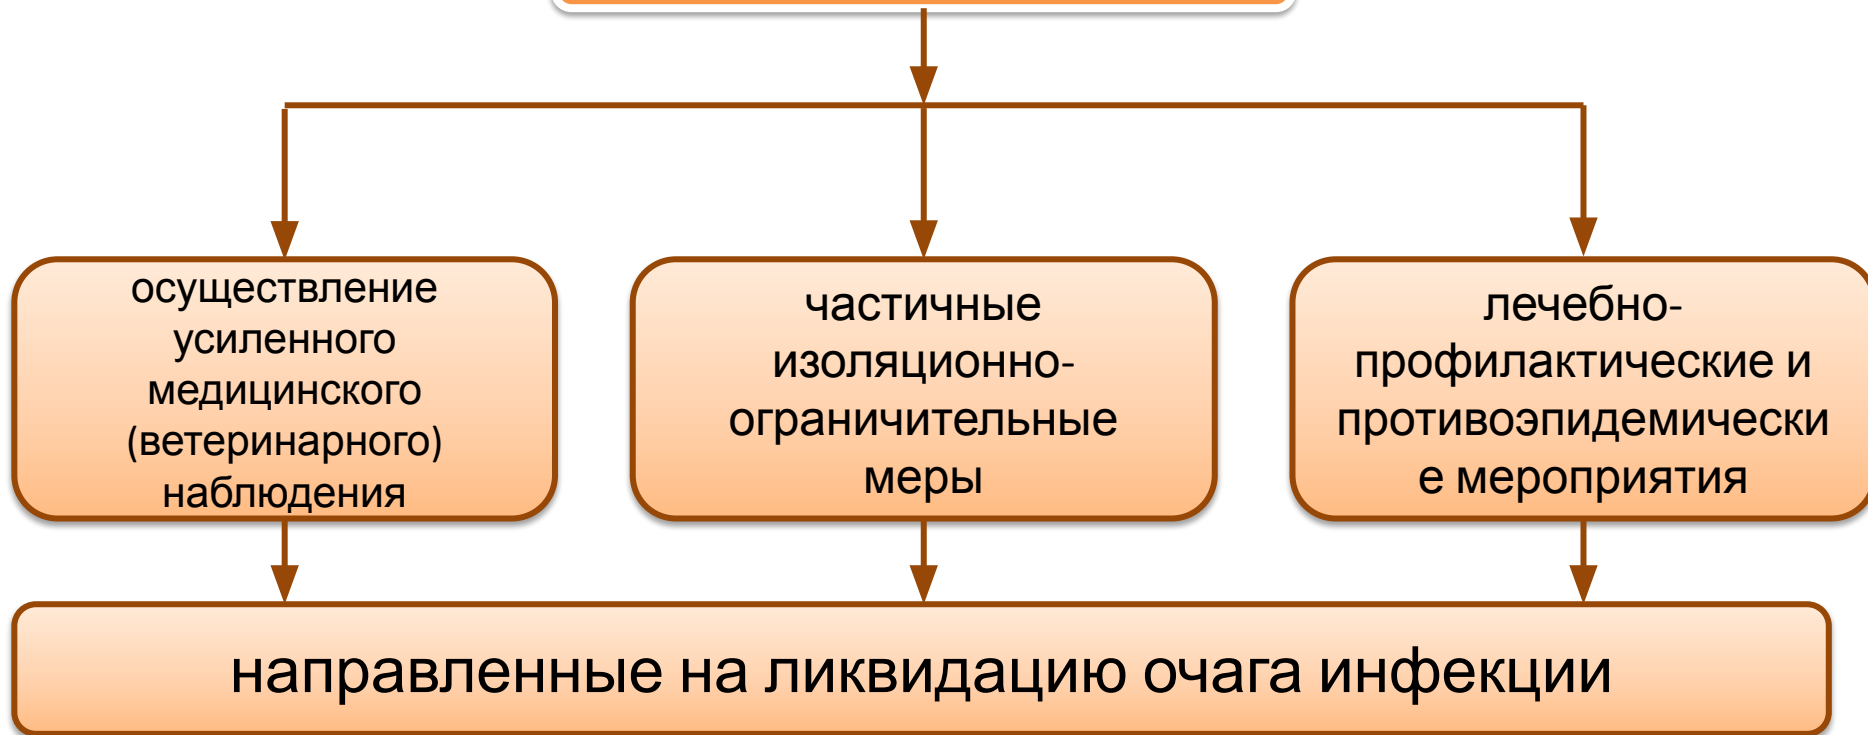 осуществление
усиленного
медицинского
(ветеринарного)
наблюдения
частичные
изоляционно-
ограничительные
меры
лечебно-
профилактические и
противоэпидемически
е мероприятия
направленные на ликвидацию очага инфекции